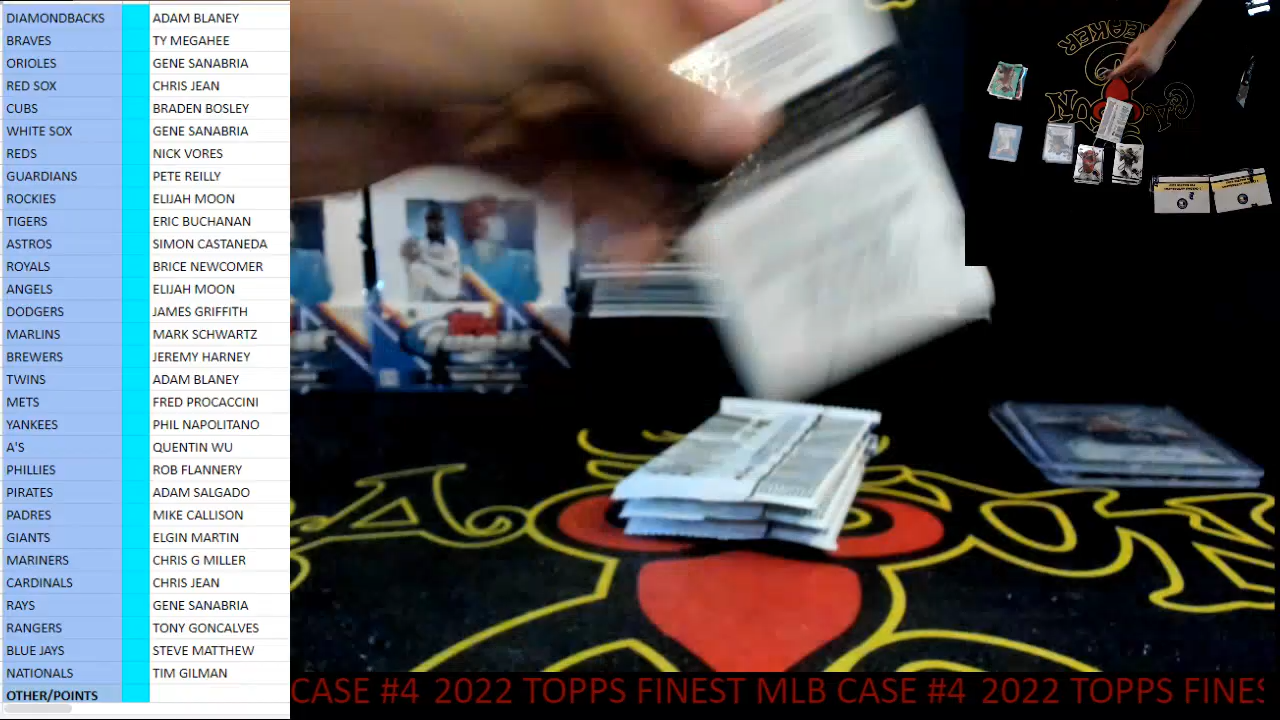 DIAMONDBACKS ADAM BLANEY
BRAVES TY MEGAHEE
ORIOLES GENE SANABRIA
RED SOX CHRIS JEAN
CUBS BRADEN BOSLEY
WHITE SOX GENE SANABRIA
REDS NICK VORES
GUARDIANS PETE REILLY
ROCKIES ELIJAH MOON
TIGERS ERIC BUCHANAN
ASTROS SIMON CASTANEDA
ROYALS BRICE NEWCOMER
ANGELS ELIJAH MOON
DODGERS JAMES GRIFFITH
MARLINS MARK SCHWARTZ
BREWERS JEREMY HARNEY
TWINS ADAM BLANEY
METS FRED PROCACCINI
YANKEES PHIL NAPOLITANO
A'S QUENTIN WU
PHILLIES ROB FLANNERY
PIRATES ADAM SALGADO
PADRES MIKE CALLISON
GIANTS ELGIN MARTIN
MARINERS CHRIS G MILLER
CARDINALS CHRIS JEAN
RAYS GENE SANABRIA
RANGERS TONY GONCALVES
BLUE JAYS STEVE MATTHEW
NATIONALS TIM GILMAN
OTHER/POINTS
CASE #4 2022 TOPPS FINEST MLB CASE #4 2022 TOPPS FINES